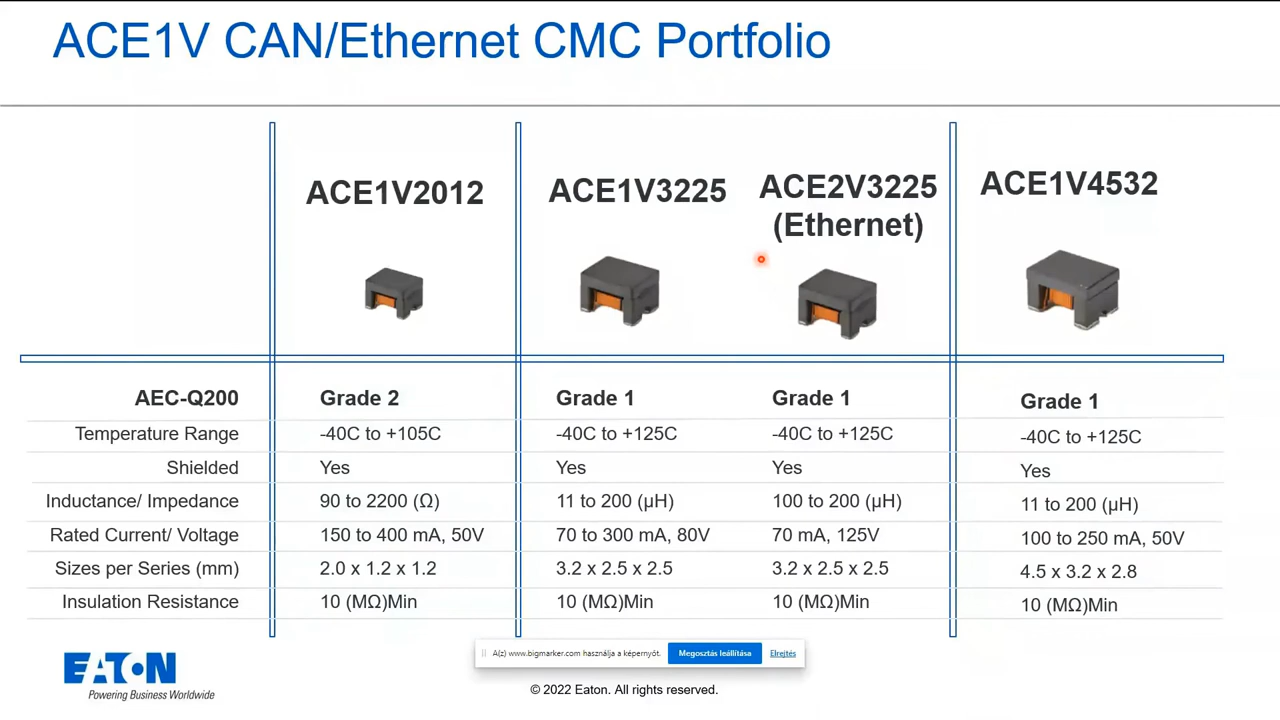 ACE1V CAN/Ethernet CMC Portfolio
ACE1V2012
ACE1V3225
ACE2V3225
(Ethernet)
ACE1V4532
AEC-Q200 Grade 2 Grade 1 Grade 1 Grade 1
Temperature Range -40C to +105C -40C to +125C -40C to +125C -40C to +125C
Shielded Yes Yes Yes Yes
Inductance/ Impedance 90 to 2200 (Ω) 11 to 200 (µH) 100 to 200 (µH) 11 to 200 (µH)
Rated Current/ Voltage 150 to 400 mA, 50V 70 to 300 mA, 80V 70 mA, 125V 100 to 250 mA, 50V
Sizes per Series (mm) 2.0 x 1.2 x 1.2 3.2 x 2.5 x 2.5 3.2 x 2.5 x 2.5 4.5 x 3.2 x 2.8
Insulation Resistance 10 (MΩ)Min 10 (MΩ)Min 10 (MΩ)Min 10 (MΩ)Min
A(z) www.bigmarker.com használja a képernyőt. Megosztás leállítása Elrejtés
EATON
Powering Business Worldwide
© 2022 Eaton. All rights reserved.